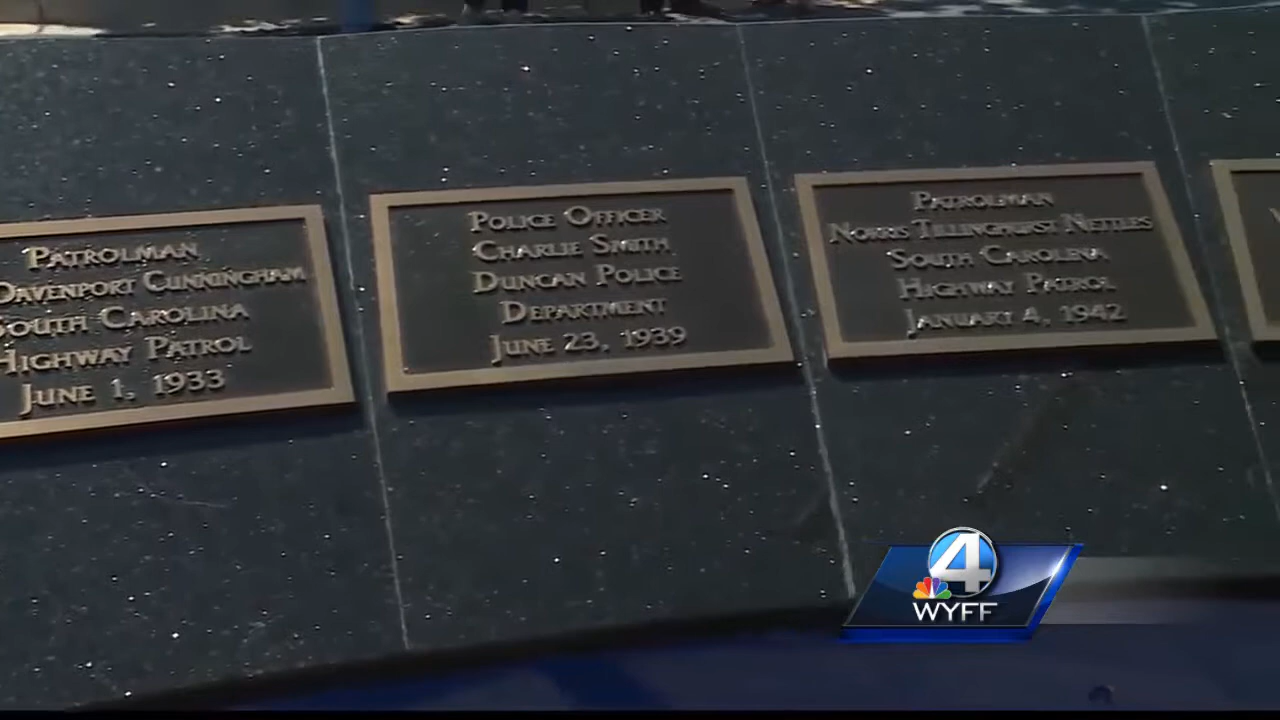 Patrolman
Davenport Cunningham
South Carolina
Highway Patrol
June 1, 1933
Police Officer
Charlie Smith
Duncan Police
Department
June 23, 1939
Patrolman
Norris Tillinghurst Nettles
South Carolina
Highway Patrol
January 4, 1942
4
WYFF